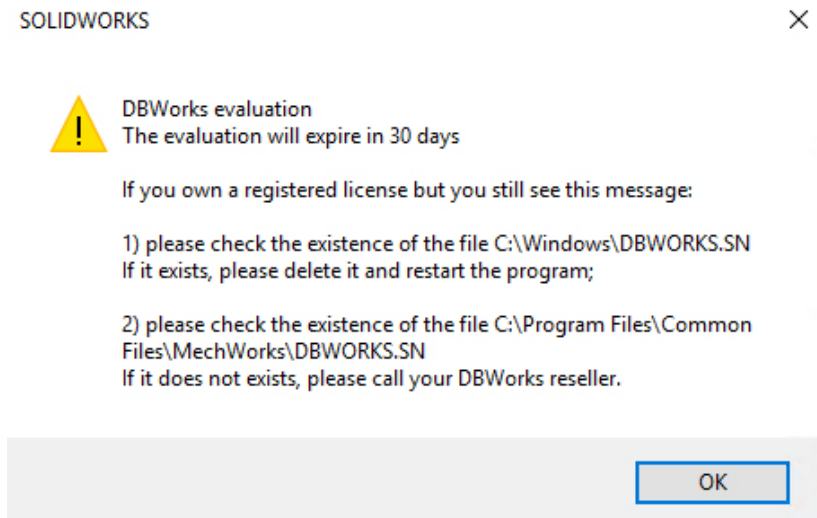 SOLIDWORKS
DBWorks evaluation
The evaluation will expire in 30 days
If you own a registered license but you still see this message:
1) please check the existence of the file C:\Windows\DBWORKS.SN
If it exists, please delete it and restart the program;
2) please check the existence of the file C:\Program Files\Common
Files\MechWorks\DBWORKS.SN
If it does not exists, please call your DBWorks reseller.
OK